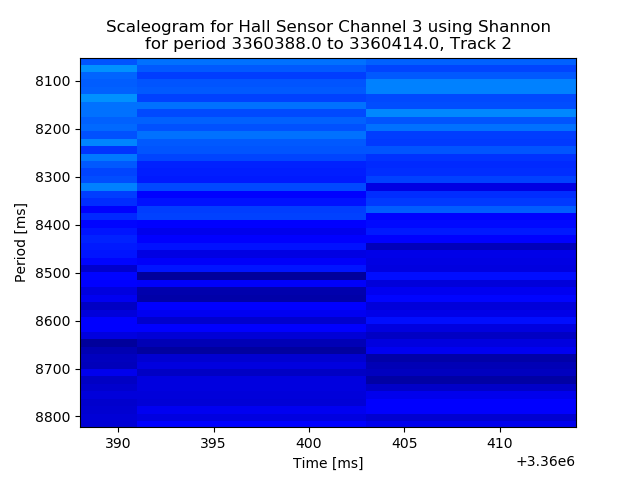 Scaleogram for Hall Sensor Channel 3 using Shannon
for period 3360388.0 to 3360414.0, Track 2
Period [ms]
8100
8200
8300
8400
8500
8600
8700
8800
390 395 400 405 410
Time [ms]
+3.36e6